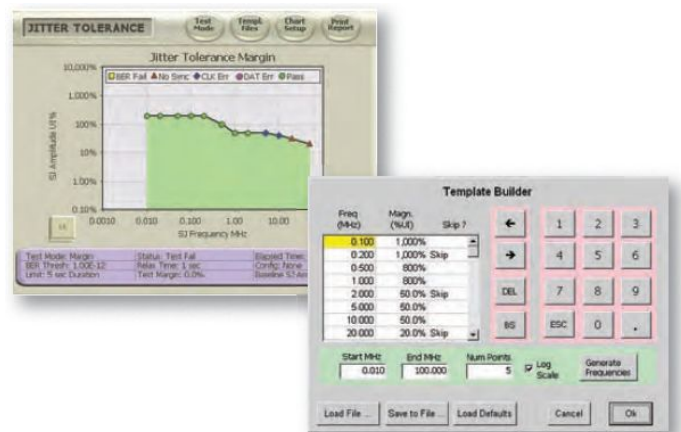 JITTER TOLERANCE
Test Mode
Templ. Files
Chart Setup
Print Report
Jitter Tolerance Margin
BER Fail No Sync CLK Err DAT Err Pass
SJ Amplitude UI%
10,000%
1,000%
100%
10%
1.00%
0.10%
0.0010 0.010 0.100 1.00 10.00
SJ Frequency MHz
Test Mode: Margin Status: Test Fail Elapsed Time:
BER Thresh: 1.00E-12 Relax Time: 1 sec Config: None
Limit: 5 sec Duration Test Margin: 0.0% Baseline SJ Am
Template Builder
Freq (MHz) Magn. (%UI) Skip ?
0.100 1,000%
0.200 1,000% Skip
0.500 800%
1.000 800%
2.000 50.0% Skip
5.000 50.0%
10.000 50.0%
20.000 20.0% Skip
← 1 2 3
→ 4 5 6
DEL 7 8 9
BS ESC 0 .
Start MHz End MHz Num Points
0.010 100.000 5 Log Scale Generate Frequencies
Load File ... Save to File ... Load Defaults Cancel Ok